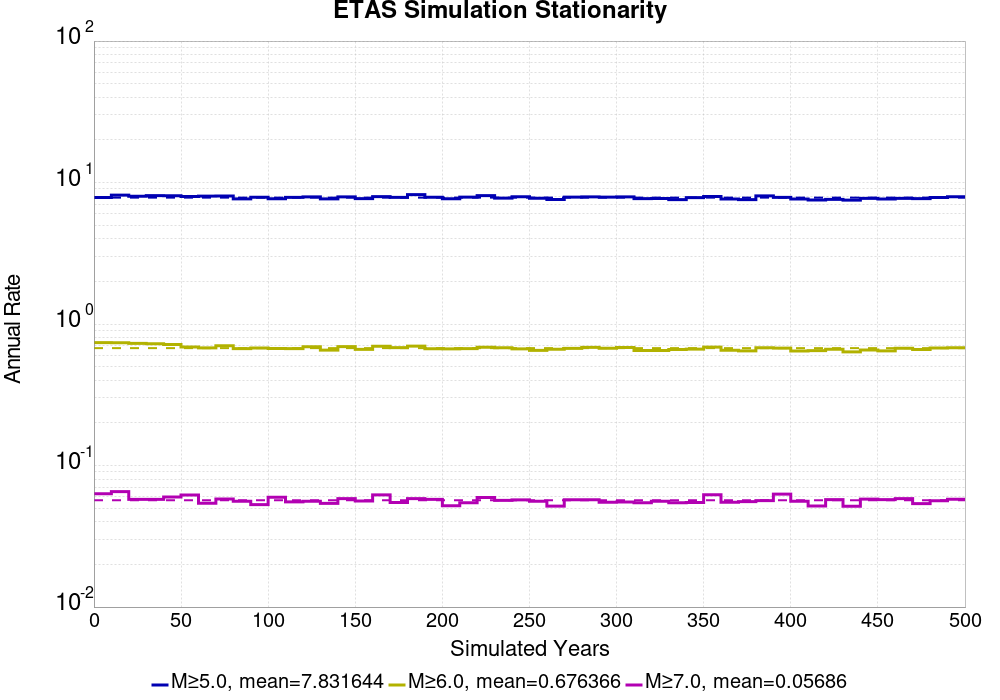 ETAS Simulation Stationarity
10^2
10^1
10^0
10^-1
10^-2
Annual Rate
0 50 100 150 200 250 300 350 400 450 500
Simulated Years
M≥5.0, mean=7.831644 M≥6.0, mean=0.676366 M≥7.0, mean=0.05686